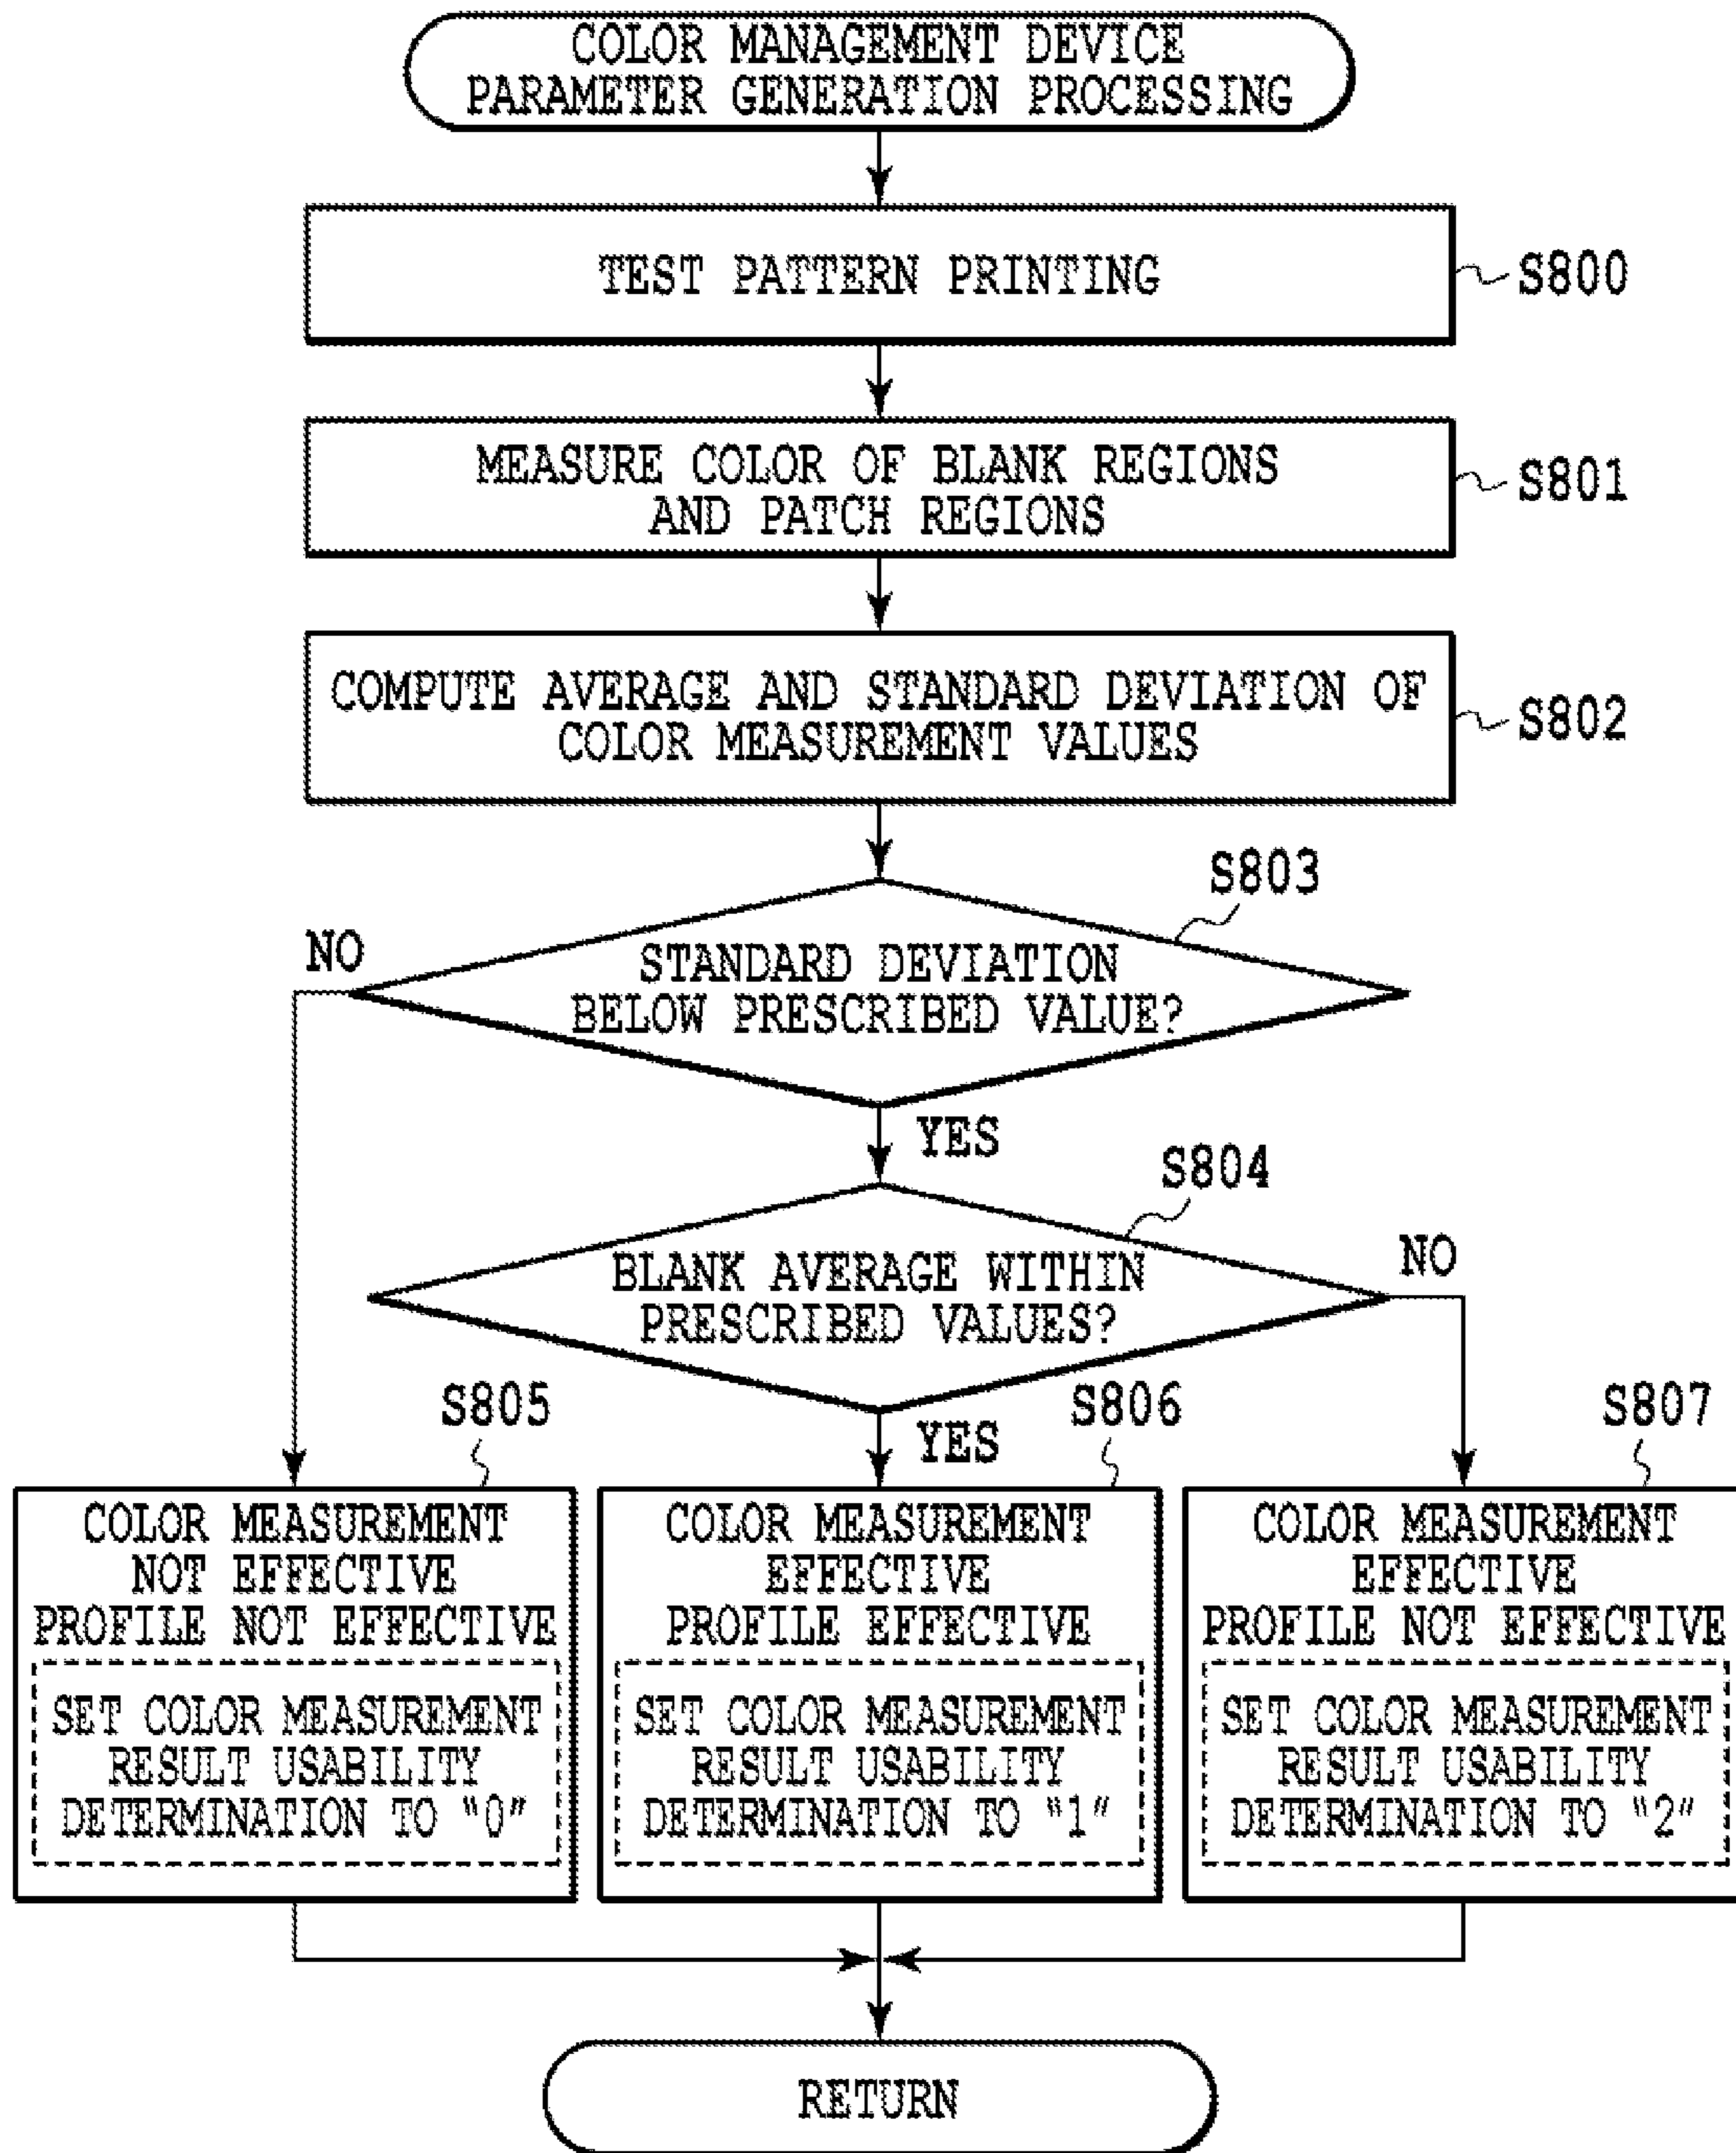 COLOR MANAGEMENT DEVICE
PARAMETER GENERATION PROCESSING
TEST PATTERN PRINTING
S800
MEASURE COLOR OF BLANK REGIONS
AND PATCH REGIONS
S801
COMPUTE AVERAGE AND STANDARD DEVIATION OF
COLOR MEASUREMENT VALUES
S802
S803
NO
STANDARD DEVIATION
BELOW PRESCRIBED VALUE?
YES
S804
BLANK AVERAGE WITHIN
PRESCRIBED VALUES?
NO
YES
S805
COLOR MEASUREMENT
NOT EFFECTIVE
PROFILE NOT EFFECTIVE
SET COLOR MEASUREMENT
RESULT USABILITY
DETERMINATION TO “0”
S806
COLOR MEASUREMENT
EFFECTIVE
PROFILE EFFECTIVE
SET COLOR MEASUREMENT
RESULT USABILITY
DETERMINATION TO “1”
S807
COLOR MEASUREMENT
EFFECTIVE
PROFILE NOT EFFECTIVE
SET COLOR MEASUREMENT
RESULT USABILITY
DETERMINATION TO “2”
RETURN